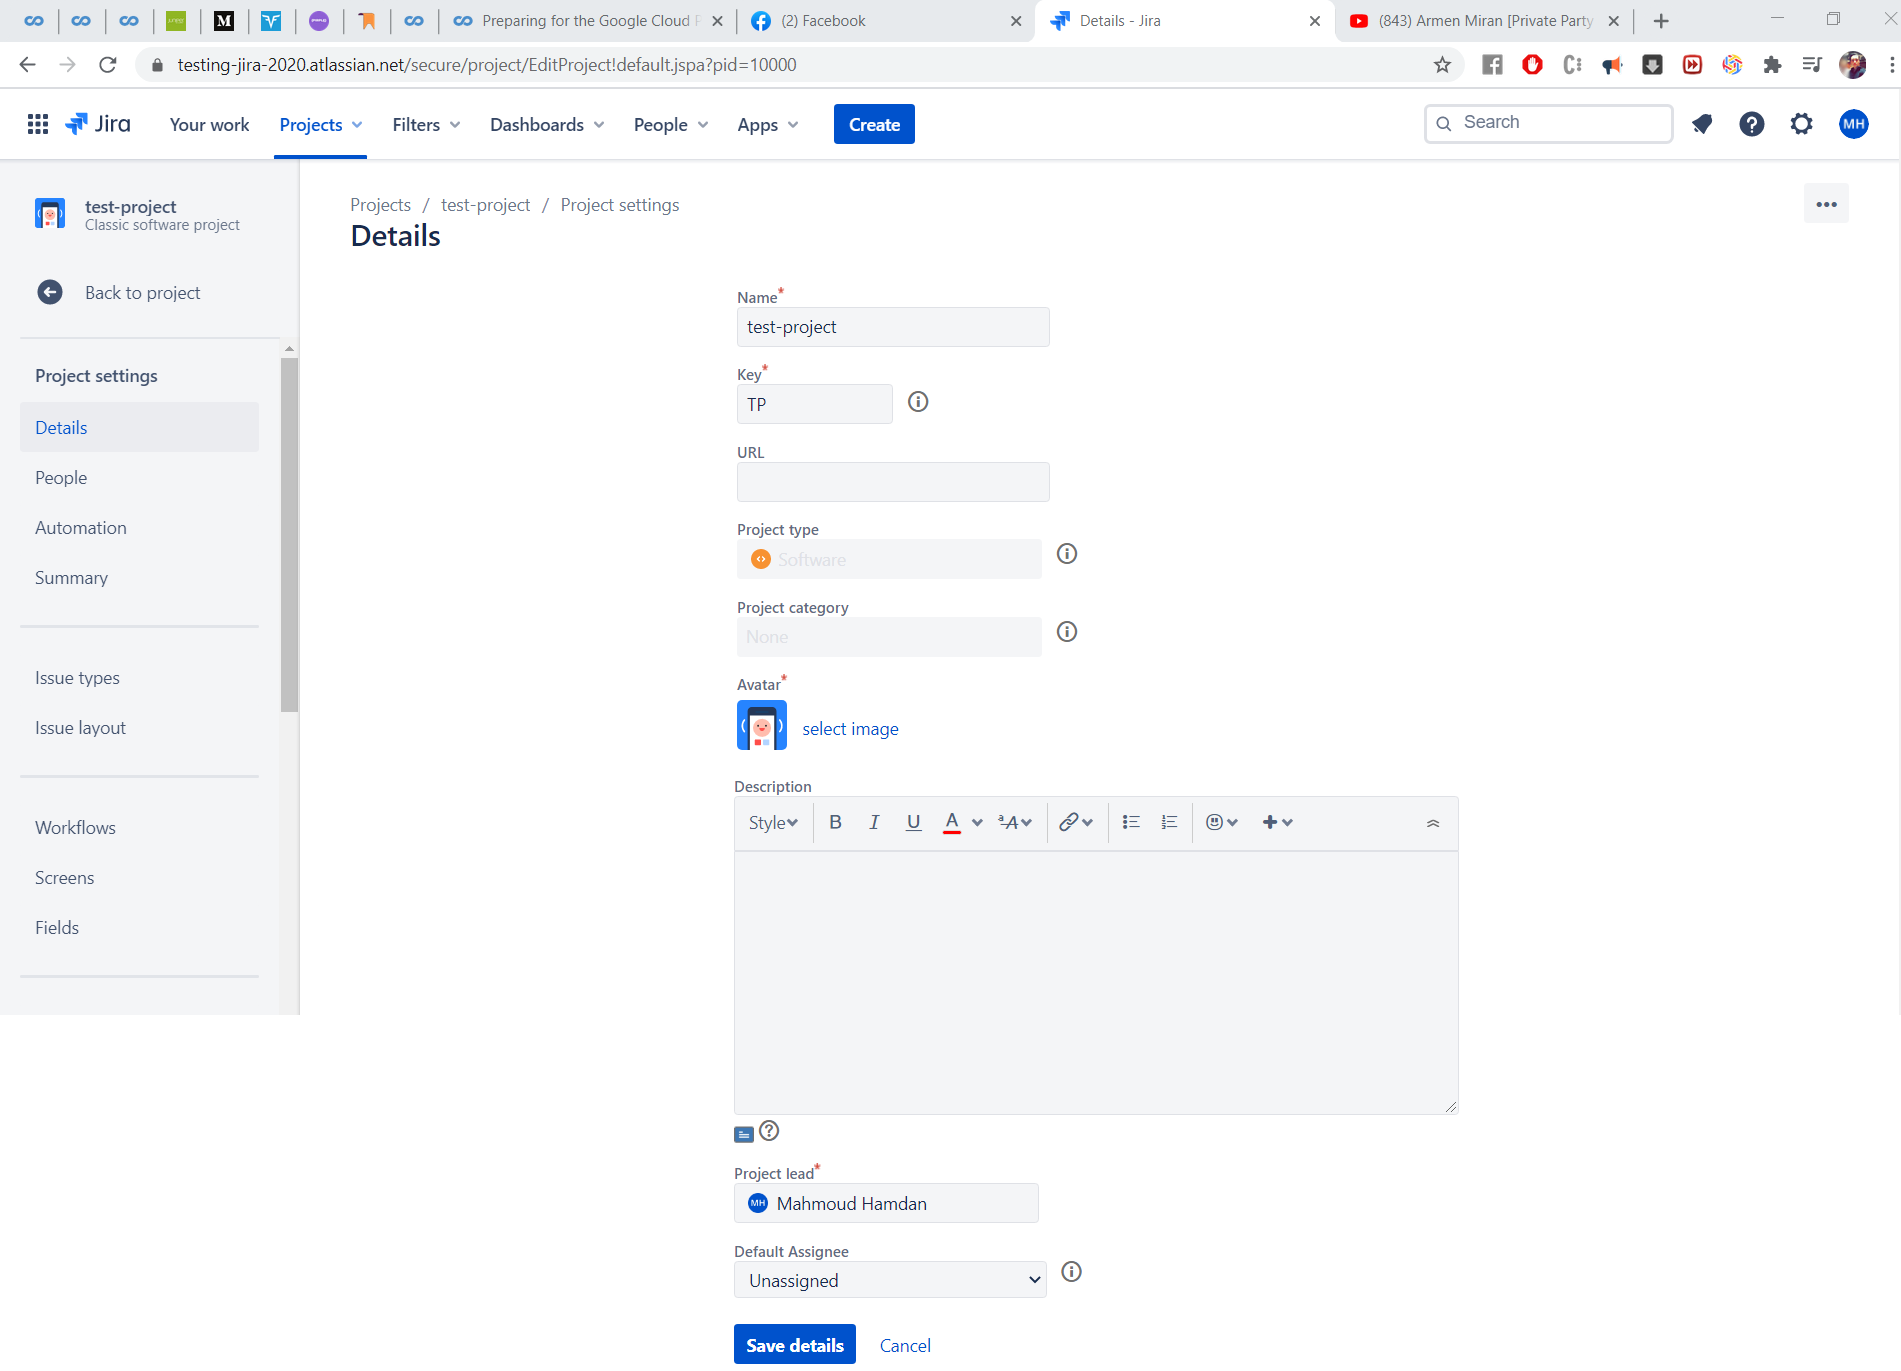 Preparing for the Google Cloud P
(2) Facebook
Details - Jira
(843) Armen Miran [Private Party
testing-jira-2020.atlassian.net/secure/project/EditProject!default.jspa?pid=10000
Jira
Your work
Projects
Filters
Dashboards
People
Apps
Create
Search
MH
test-project
Classic software project
Back to project
Project settings
Details
People
Automation
Summary
Issue types
Issue layout
Workflows
Screens
Fields
Projects / test-project / Project settings
Details
Name*
test-project
Key*
TP
URL
Project type
Software
Project category
None
Avatar*
select image
Description
Style B I U A ᵃA
Project lead*
MH Mahmoud Hamdan
Default Assignee
Unassigned
Save details Cancel